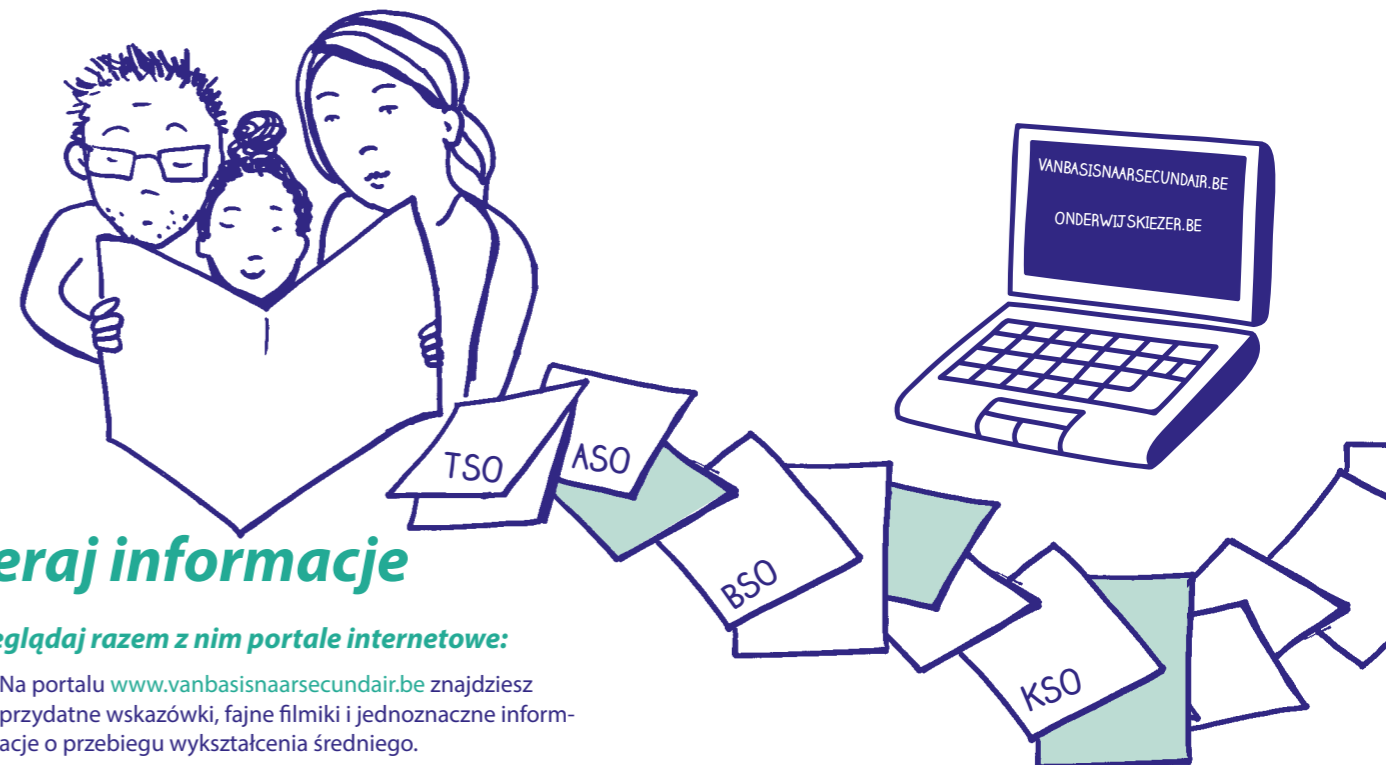 VANBASISNAARSECUNDAIR.BE
ONDERWIJSKIEZER.BE
TSO
ASO
BSO
KSO
eraj informacje
eglądaj razem z nim portale internetowe:
Na portalu www.vanbasisnaarsecundair.be znajdziesz
przydatne wskazówki, fajne filmiki i jednoznaczne inform-
acje o przebiegu wykształcenia średniego.